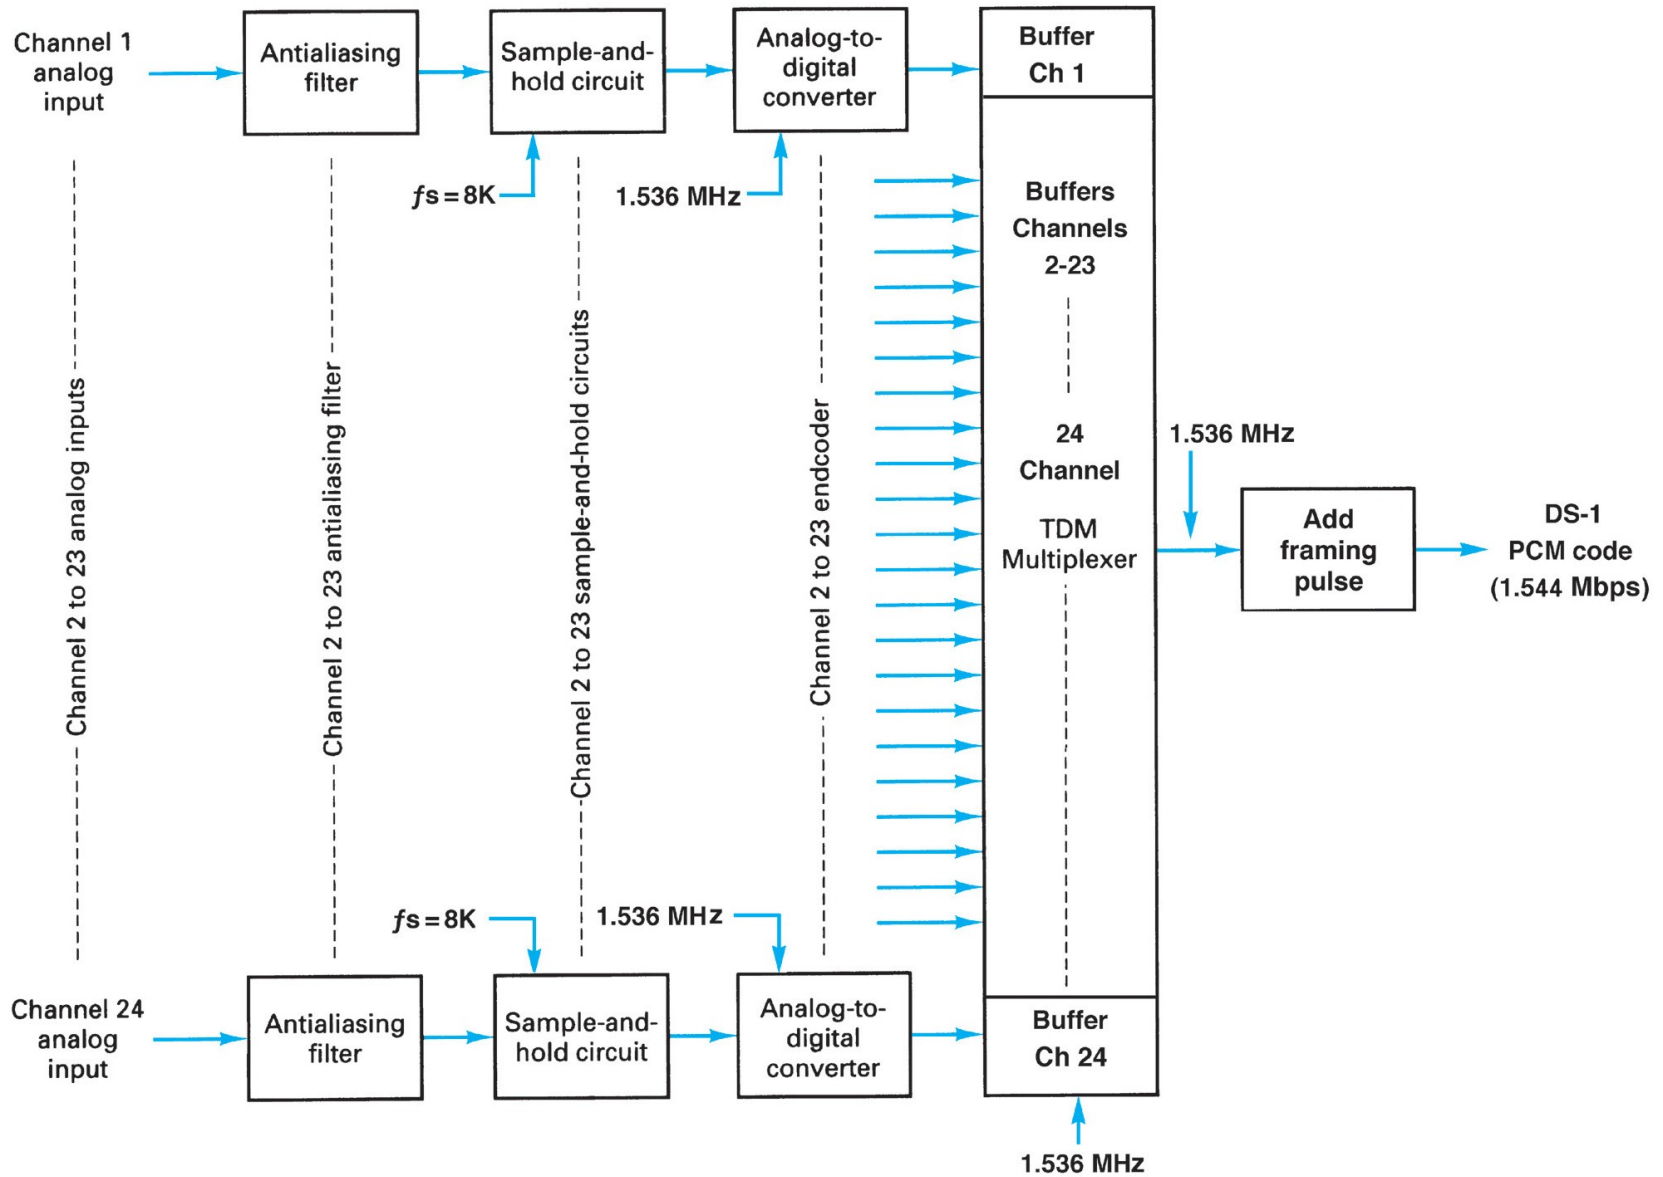 Channel 1
analog
input
Antialiasing
filter
Sample-and-
hold circuit
Analog-to-
digital
converter
Buffer
Ch 1
ƒs = 8K
1.536 MHz
Buffers
Channels
2-23
Channel 2 to 23 analog inputs
Channel 2 to 23 antialiasing filter
Channel 2 to 23 sample-and-hold circuits
Channel 2 to 23 endcoder
24
Channel
TDM
Multiplexer
1.536 MHz
Add
framing
pulse
DS-1
PCM code
(1.544 Mbps)
ƒs = 8K
1.536 MHz
Channel 24
analog
input
Antialiasing
filter
Sample-and-
hold circuit
Analog-to-
digital
converter
Buffer
Ch 24
1.536 MHz